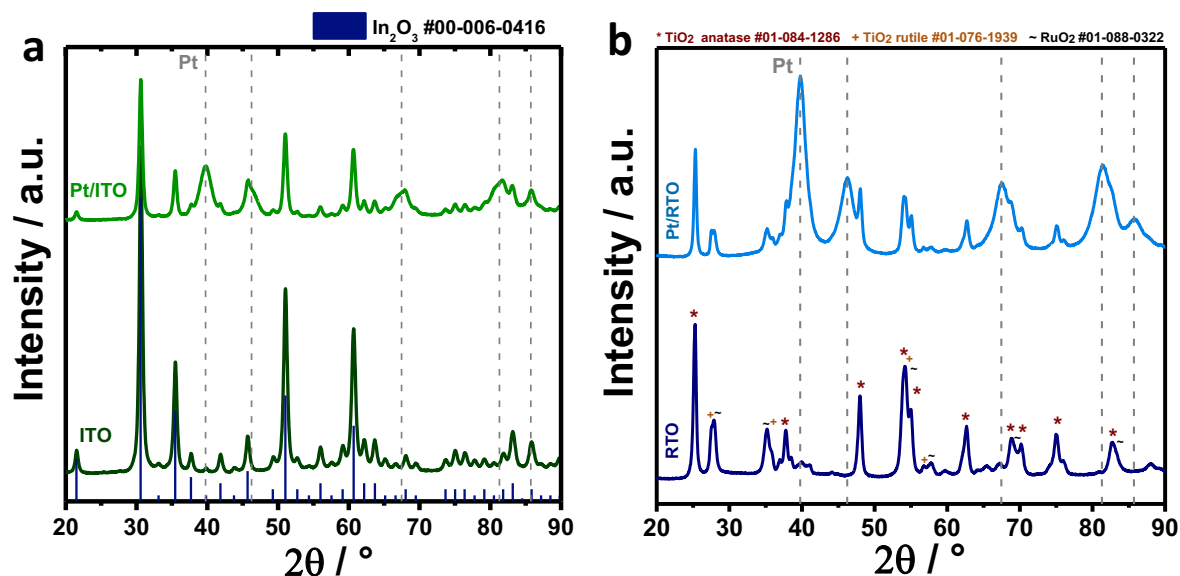 a
In₂O₃ #00-006-0416
Pt
Pt/ITO
ITO
Intensity / a.u.
20 30 40 50 60 70 80 90
2θ / °
b
* TiO₂ anatase #01-084-1286 + TiO₂ rutile #01-076-1939 ~ RuO₂ #01-088-0322
Pt
Pt/RTO
RTO
* +~ ~ + * * * + ~ * +~ * * ~ * * * ~
Intensity / a.u.
20 30 40 50 60 70 80 90
2θ / °